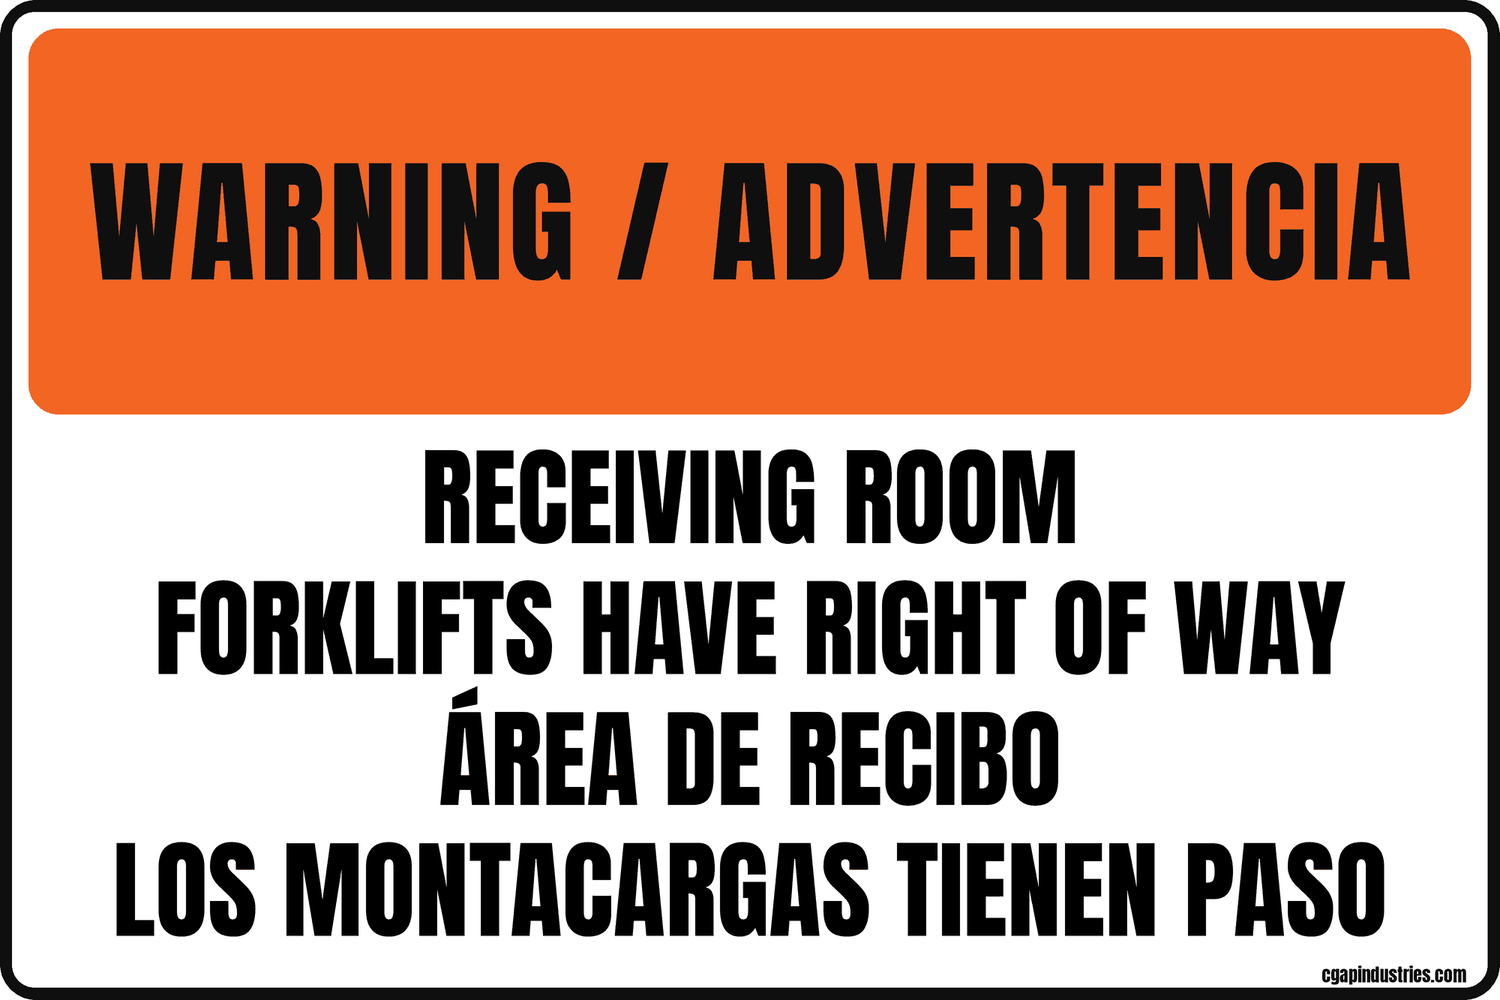 WARNING / ADVERTENCIA
RECEIVING ROOM
FORKLIFTS HAVE RIGHT OF WAY
ÁREA DE RECIBO
LOS MONTACARGAS TIENEN PASO
cgapindustries.com